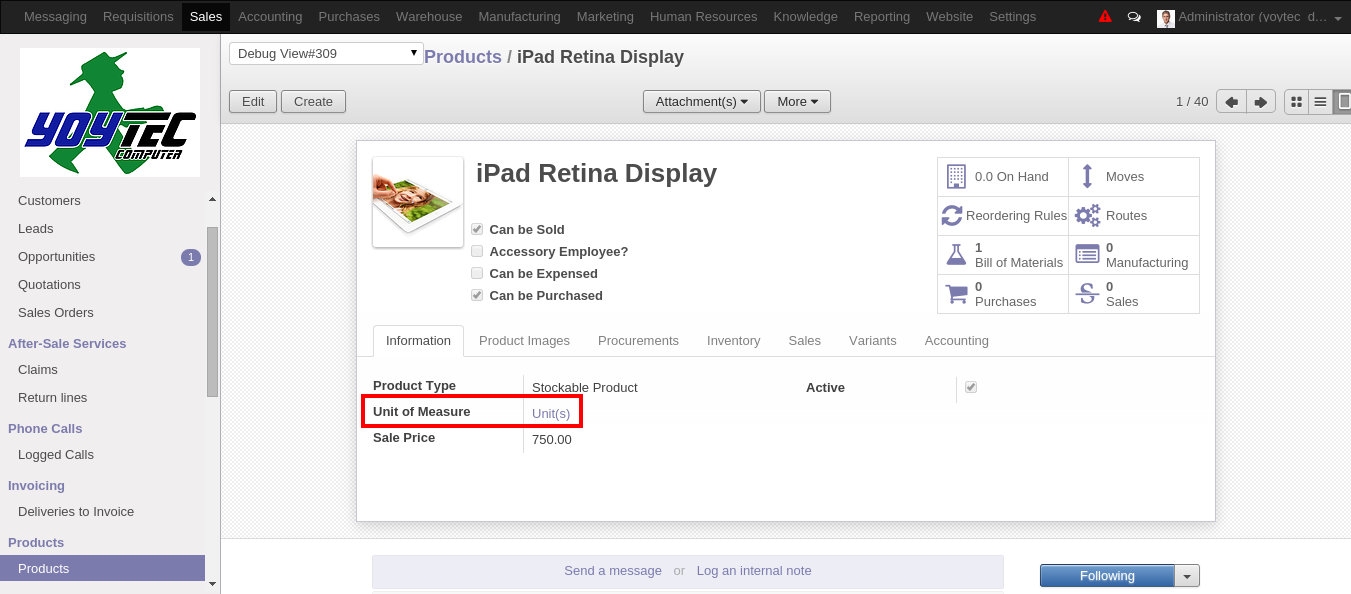 Messaging Requisitions Sales Accounting Purchases Warehouse Manufacturing Marketing Human Resources Knowledge Reporting Website Settings Administrator (yoytec_d...
YOYTEC
COMPUTER
Customers
Leads
Opportunities 1
Quotations
Sales Orders
After-Sale Services
Claims
Return lines
Phone Calls
Logged Calls
Invoicing
Deliveries to Invoice
Products
Products
Debug View#309
Products / iPad Retina Display
Edit Create Attachment(s) More 1 / 40
iPad Retina Display
Can be Sold
Accessory Employee?
Can be Expensed
Can be Purchased
0.0 On Hand
Moves
Reordering Rules
Routes
1
Bill of Materials
0
Manufacturing
0
Purchases
0
Sales
Information Product Images Procurements Inventory Sales Variants Accounting
Product Type Stockable Product Active
Unit of Measure Unit(s)
Sale Price 750.00
Send a message or Log an internal note
Following